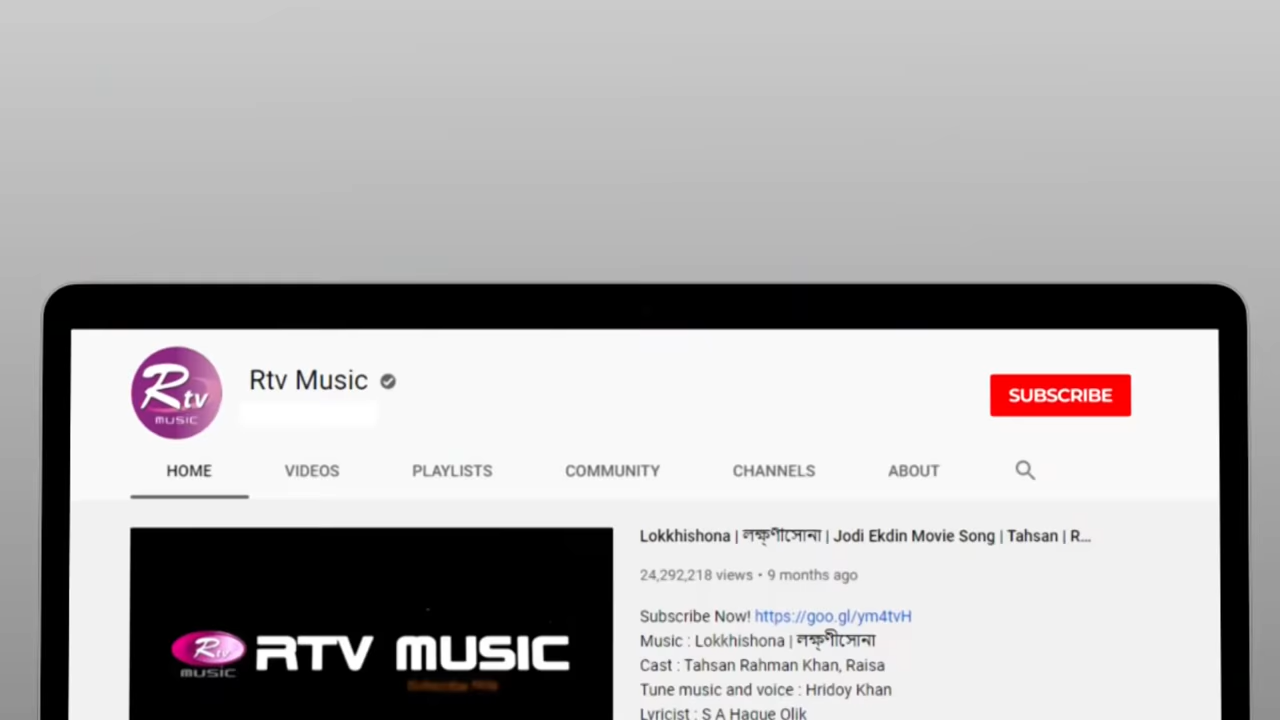 Rtv Music
Rtv
MUSIC
SUBSCRIBE
HOME VIDEOS PLAYLISTS COMMUNITY CHANNELS ABOUT
Lokkhishona | লক্ষ্ণীসোনা | Jodi Ekdin Movie Song | Tahsan | R...
24,292,218 views • 9 months ago
Subscribe Now! https://goo.gl/ym4tvH
Music : Lokkhishona | লক্ষ্ণীসোনা
Cast : Tahsan Rahman Khan, Raisa
Tune music and voice : Hridoy Khan
Lyricist : S A Haque Olik
Rtv
MUSIC
RTV MUSIC